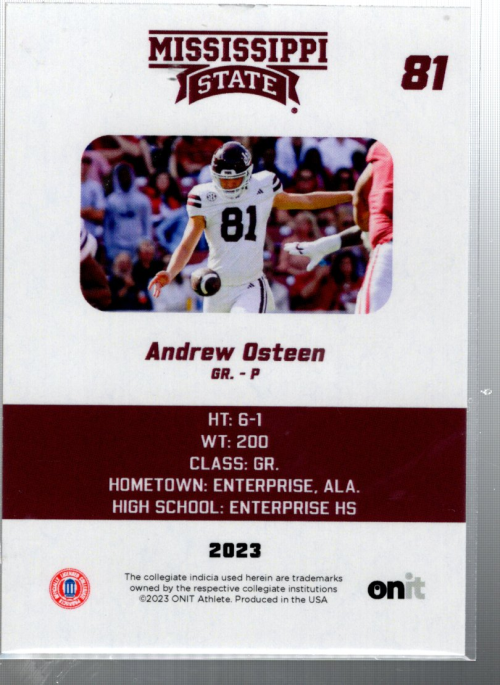 MISSISSIPPI
STATE
81
81
Andrew Osteen
GR. - P
HT: 6-1
WT: 200
CLASS: GR.
HOMETOWN: ENTERPRISE, ALA.
HIGH SCHOOL: ENTERPRISE HS
2023
The collegiate indicia used herein are trademarks
owned by the respective collegiate institutions
©2023 ONIT Athlete. Produced in the USA
onit